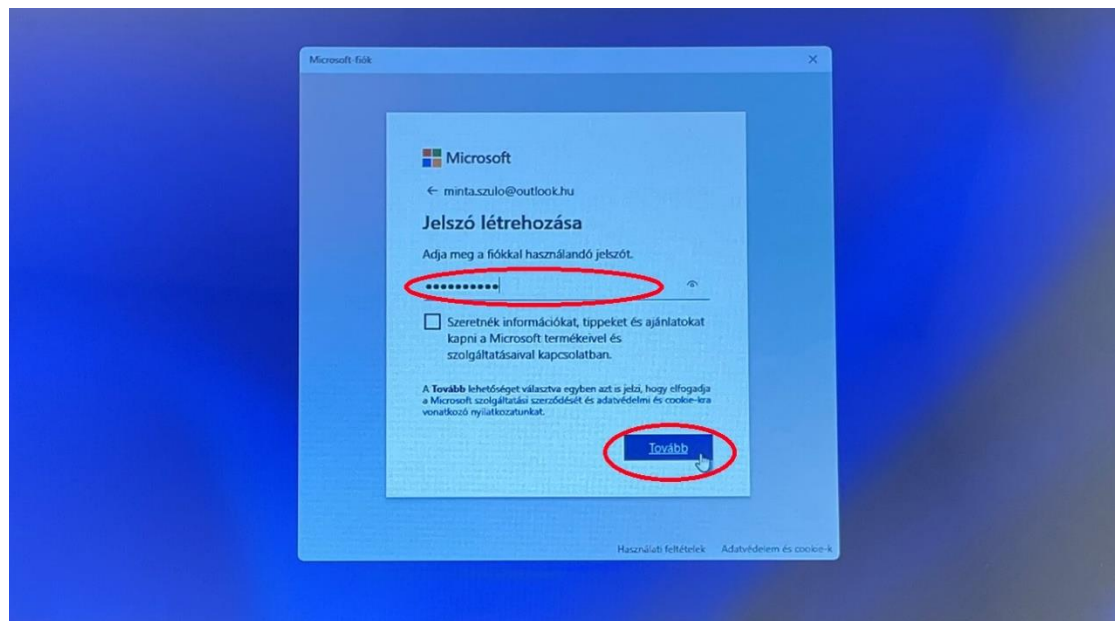 Microsoft-fiók
Microsoft
← minta.szulo@outlook.hu
Jelszó létrehozása
Adja meg a fiókkal használandó jelszót.
••••••••••
Szeretnék információkat, tippeket és ajánlatokat
kapni a Microsoft termékeivel és
szolgáltatásaival kapcsolatban.
A Tovább lehetőséget választva egyben azt is jelzi, hogy elfogadja
a Microsoft szolgáltatási szerződését és adatvédelmi és cookie-kra
vonatkozó nyilatkozatunkat.
Tovább
Használati feltételek Adatvédelem és cookie-k